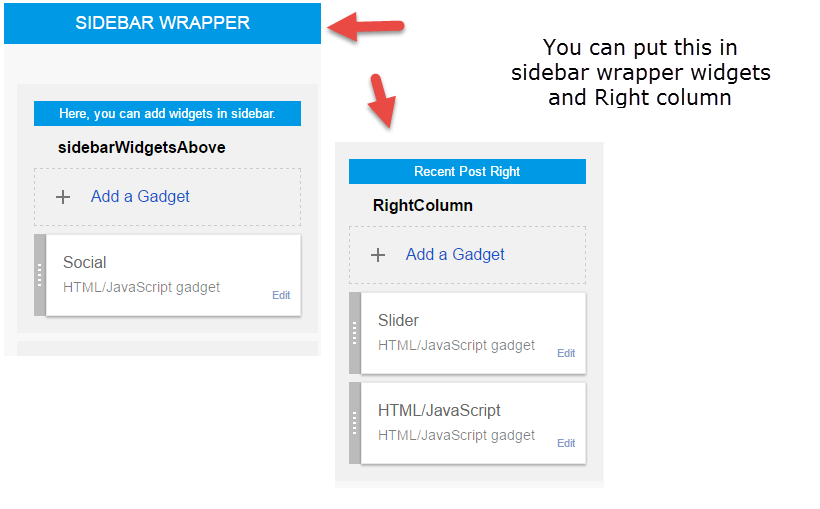 SIDEBAR WRAPPER
Here, you can add widgets in sidebar.
sidebarWidgetsAbove
Add a Gadget
Social
HTML/JavaScript gadget
Edit
You can put this in
sidebar wrapper widgets
and Right column
Recent Post Right
RightColumn
Add a Gadget
Slider
HTML/JavaScript gadget
Edit
HTML/JavaScript
HTML/JavaScript gadget
Edit